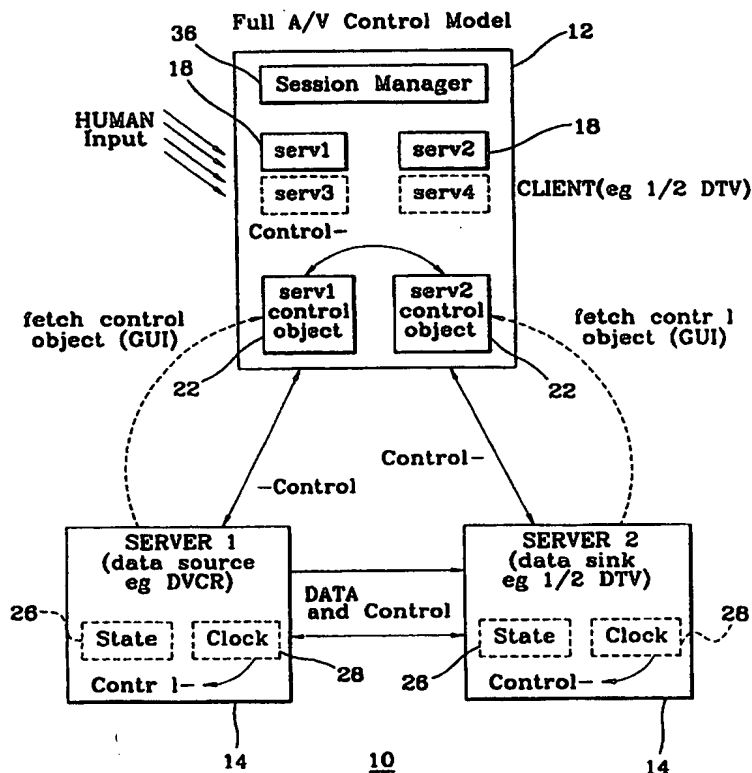 Full A/V Control Model
36
12
Session Manager
18
HUMAN
Input
serv1
serv2
18
serv3
serv4
CLIENT(eg 1/2 DTV)
Control-
serv1
control
object
serv2
control
object
fetch control
object (GUI)
fetch contr l
object (GUI)
22
22
-Control
Control-
SERVER 1
(data source
eg DVCR)
SERVER 2
(data sink
eg 1/2 DTV)
DATA
and Control
26
State
Clock
28
State
Clock
28
26
Contr l-
Control-
14
10
14